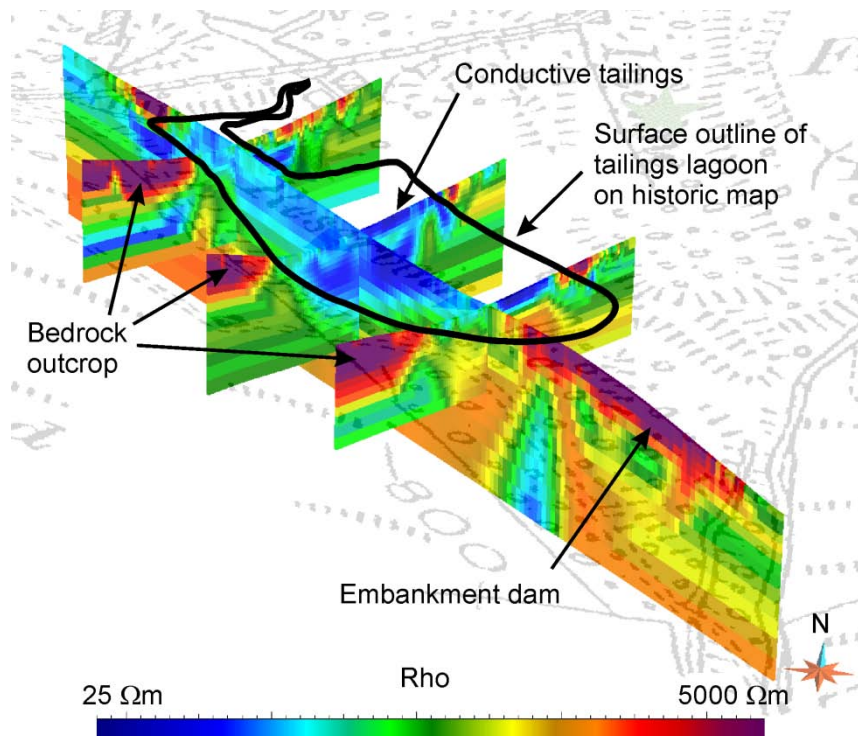 Conductive tailings
Surface outline of
tailings lagoon
on historic map
Bedrock
outcrop
Embankment dam
N
Rho
25 Ωm
5000 Ωm